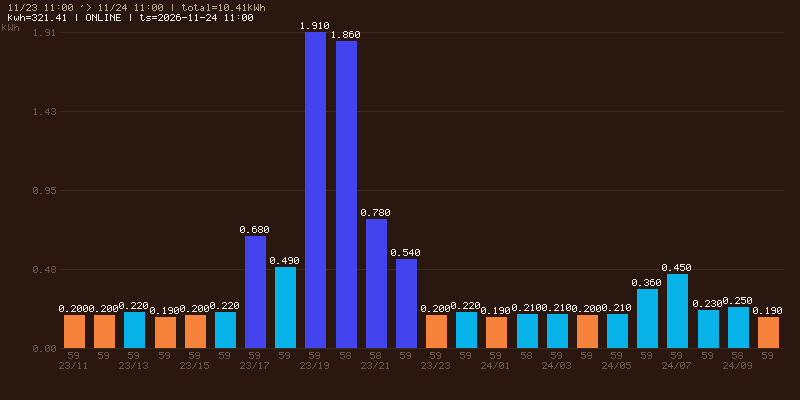 11/23 11:00 -> 11/24 11:00 | total=10.41kWh
Kwh=321.41 | ONLINE | ts=2026-11-24 11:00
kWh
1.91
1.43
0.95
0.48
0.00
0.200 0.200 0.220 0.190 0.200 0.220 0.680 0.490 1.910 1.860 0.780 0.540 0.200 0.220 0.190 0.210 0.210 0.200 0.210 0.360 0.450 0.230 0.250 0.190
59 59 59 59 59 59 59 59 59 58 58 59 59 59 59 58 59 59 59 59 59 59 58 59
23/11 23/13 23/15 23/17 23/19 23/21 23/23 24/01 24/03 24/05 24/07 24/09